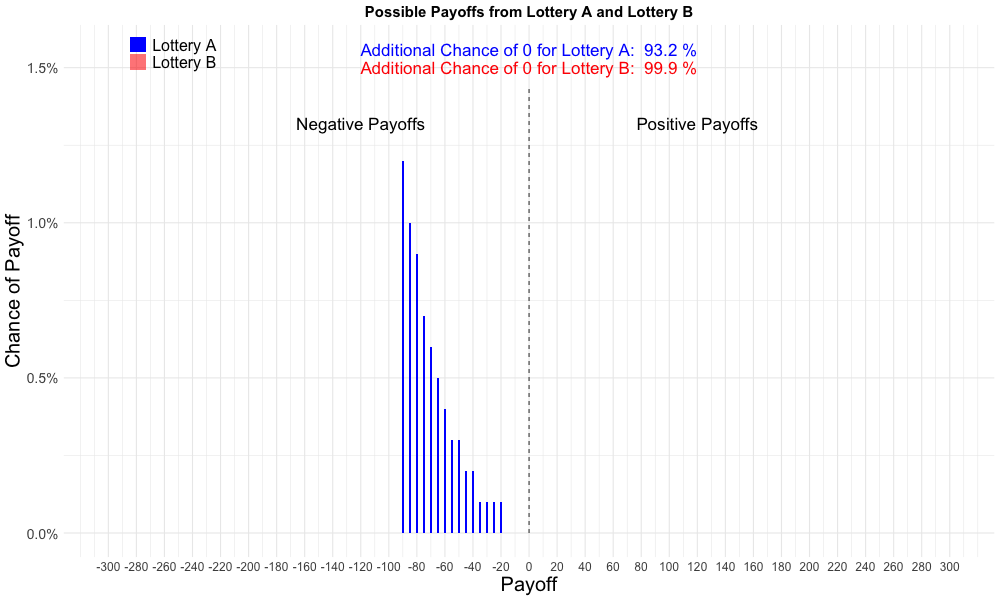 Possible Payoffs from Lottery A and Lottery B
Lottery A
Lottery B
Additional Chance of 0 for Lottery A:  93.2 %
Additional Chance of 0 for Lottery B:  99.9 %
Negative Payoffs
Positive Payoffs
Chance of Payoff
1.5%
1.0%
0.5%
0.0%
-300 -280 -260 -240 -220 -200 -180 -160 -140 -120 -100 -80 -60 -40 -20 0 20 40 60 80 100 120 140 160 180 200 220 240 260 280 300
Payoff